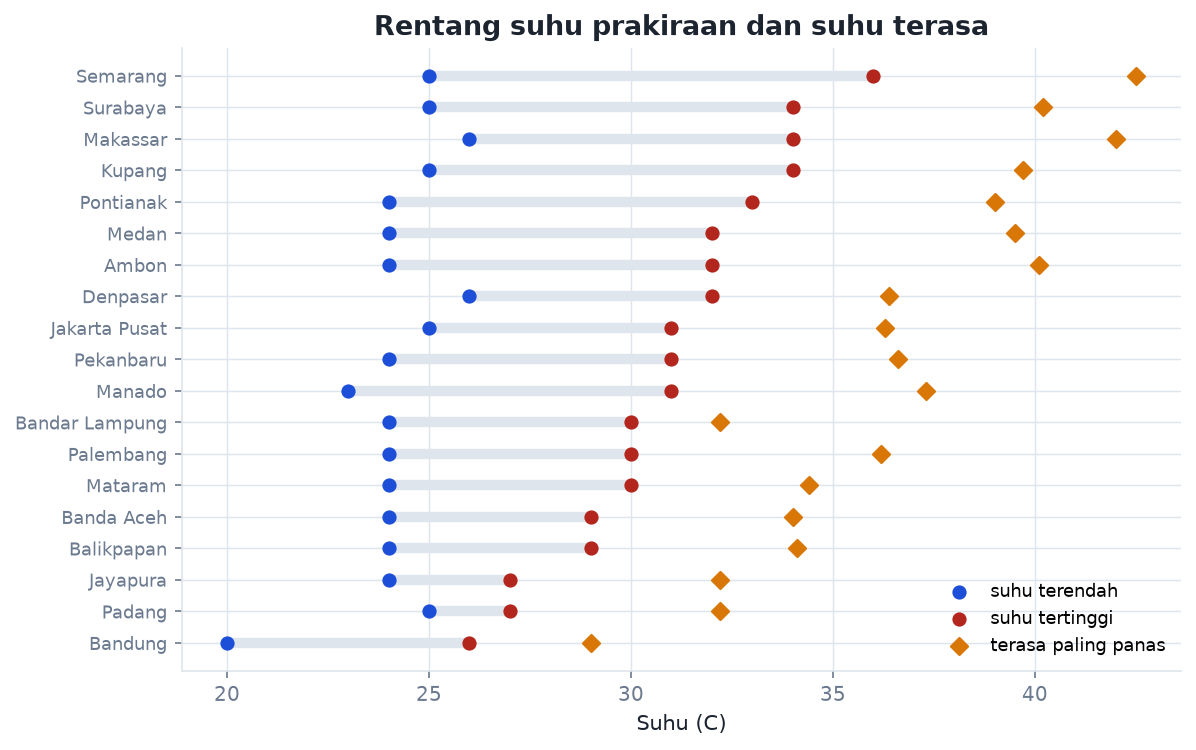 Rentang suhu prakiraan dan suhu terasa
Semarang
Surabaya
Makassar
Kupang
Pontianak
Medan
Ambon
Denpasar
Jakarta Pusat
Pekanbaru
Manado
Bandar Lampung
Palembang
Mataram
Banda Aceh
Balikpapan
Jayapura
Padang
Bandung
suhu terendah
suhu tertinggi
terasa paling panas
20 25 30 35 40
Suhu (C)